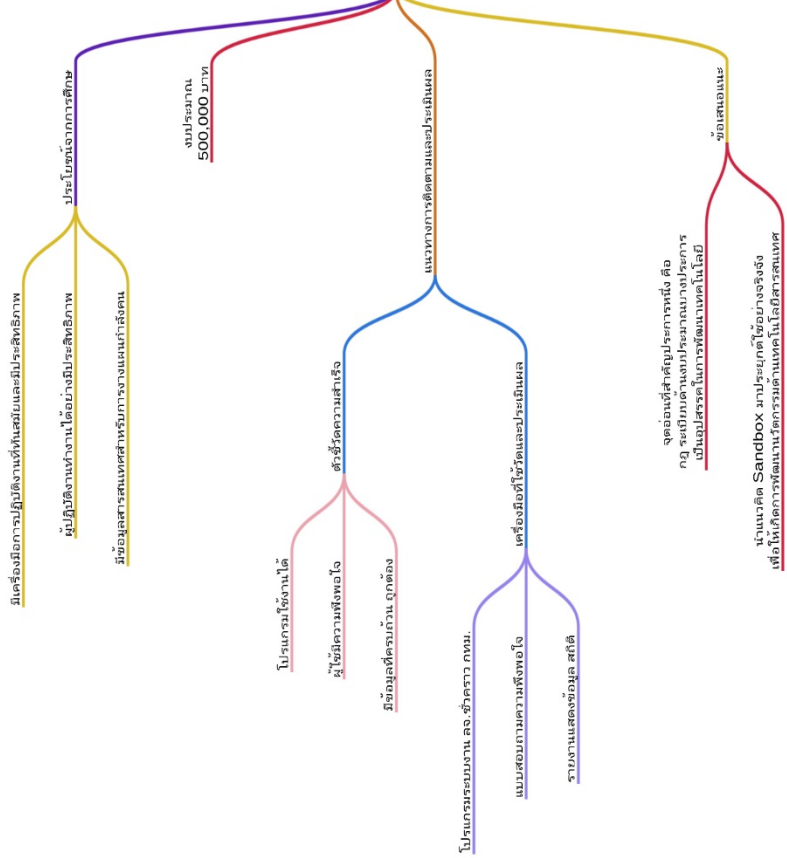 ประโยชน์จากการศึกษ
มีเครื่องมือการปฏิบัติงานที่ทันสมัยและมีประสิทธิภาพ
ผู้ปฏิบัติงานทำงานได้อย่างมีประสิทธิภาพ
มีข้อมูลสารสนเทศสำหรับการวางแผนกำลังคน
งบประมาณ
500,000 บาท
แนวทางการติดตามและประเมินผล
ตัวชี้วัดความสำเร็จ
โปรแกรมใช้งานได้
ผู้ใช้มีความพึงพอใจ
มีข้อมูลที่ครบถ้วน ถูกต้อง
เครื่องมือที่ใช้วัดและประเมินผล
โปรแกรมระบบงาน ลจ.ชั่วคราว กทม.
แบบสอบถามความพึงพอใจ
รายงานแสดงข้อมูล สถิติ
ข้อเสนอแนะ
จุดอ่อนที่สำคัญประการหนึ่ง คือ
กฎ ระเบียบด้านงบประมาณบางประการ
เป็นอุปสรรคในการพัฒนาเทคโนโลยี
นำแนวคิด Sandbox มาประยุกต์ใช้อย่างจริงจัง
เพื่อให้เกิดการพัฒนานวัตกรรมด้านเทคโนโลยีสารสนเทศ